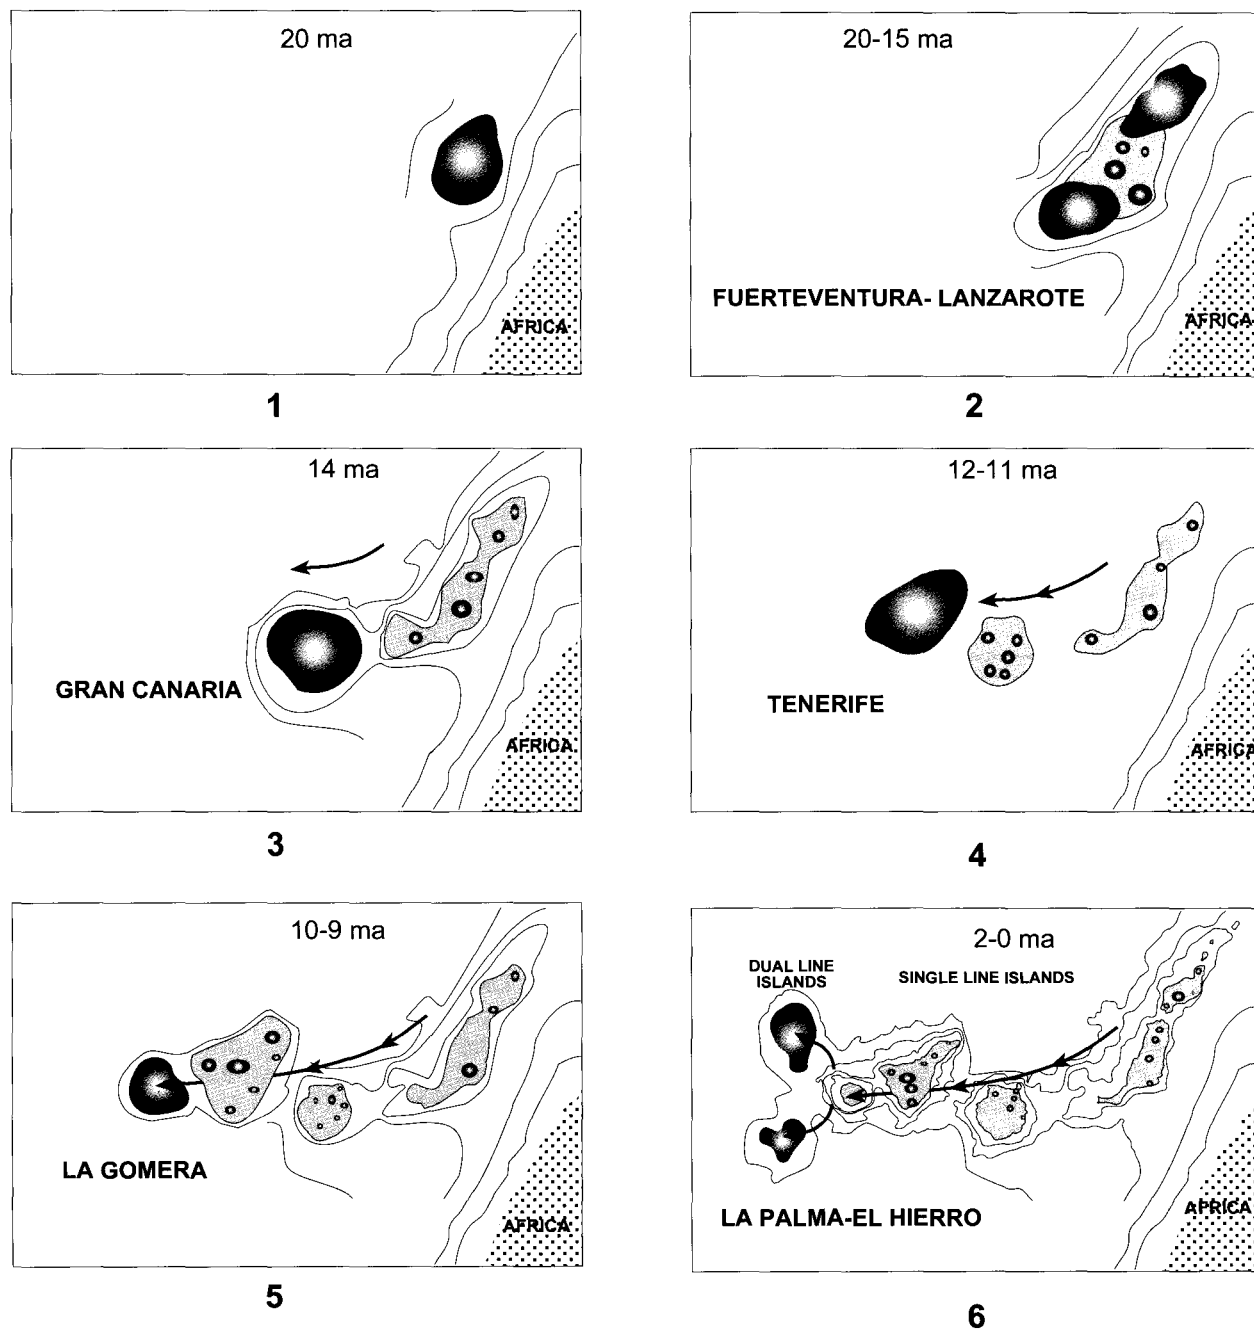 20 ma
AFRICA
1
20-15 ma
FUERTEVENTURA- LANZAROTE
AFRICA
2
14 ma
GRAN CANARIA
AFRICA
3
12-11 ma
TENERIFE
AFRICA
4
10-9 ma
LA GOMERA
AFRICA
5
2-0 ma
DUAL LINE
ISLANDS
SINGLE LINE ISLANDS
LA PALMA-EL HIERRO
AFRICA
6